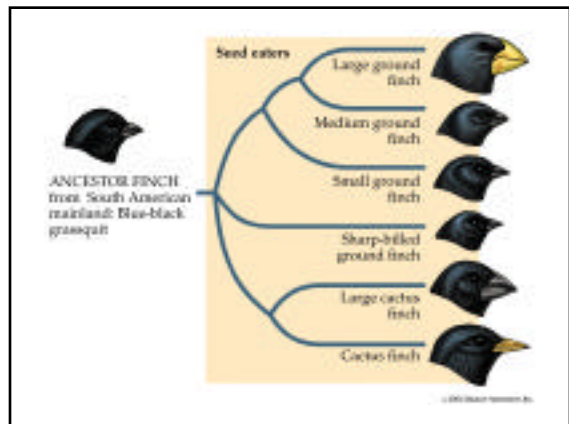 Seed eaters
Large ground
finch
Medium ground
finch
Small ground
finch
ANCESTOR FINCH
from South American
mainland: Blue-black
grassquit
Sharp-billed
ground finch
Large cactus
finch
Cactus finch